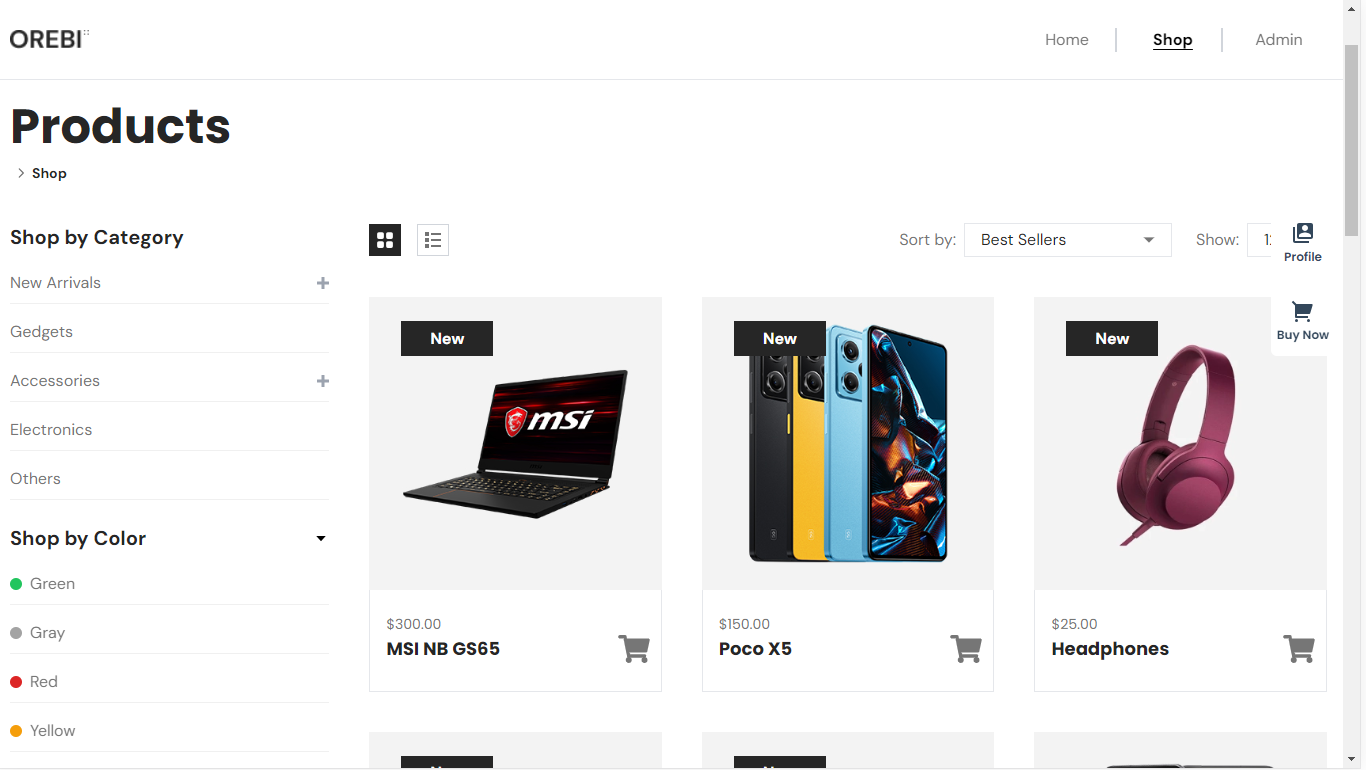 OREBI
Home
Shop
Admin
Products
Shop
Shop by Category
Sort by:
Best Sellers
Show:
Profile
New Arrivals
Gedgets
Accessories
Electronics
Others
Buy Now
New
New
New
msi
Shop by Color
Green
Gray
Red
Yellow
$300.00
MSI NB GS65
$150.00
Poco X5
$25.00
Headphones